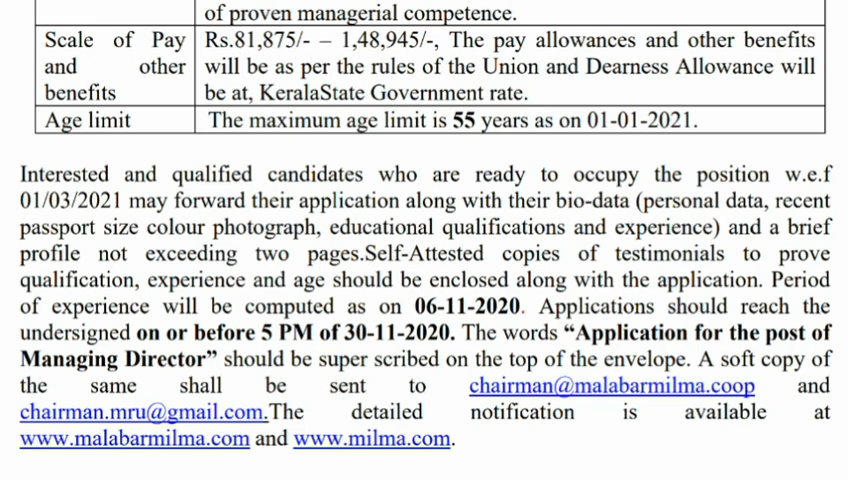 of proven managerial competence.
Scale of Pay and other benefits
Rs.81,875/- – 1,48,945/-, The pay allowances and other benefits
will be as per the rules of the Union and Dearness Allowance will
be at, KeralaState Government rate.
Age limit
The maximum age limit is 55 years as on 01-01-2021.
Interested and qualified candidates who are ready to occupy the position w.e.f
01/03/2021 may forward their application along with their bio-data (personal data, recent
passport size colour photograph, educational qualifications and experience) and a brief
profile not exceeding two pages.Self-Attested copies of testimonials to prove
qualification, experience and age should be enclosed along with the application. Period
of experience will be computed as on 06-11-2020. Applications should reach the
undersigned on or before 5 PM of 30-11-2020. The words “Application for the post of
Managing Director” should be super scribed on the top of the envelope. A soft copy of
the same shall be sent to chairman@malabarmilma.coop and
chairman.mru@gmail.com.The detailed notification is available at
www.malabarmilma.com and www.milma.com.